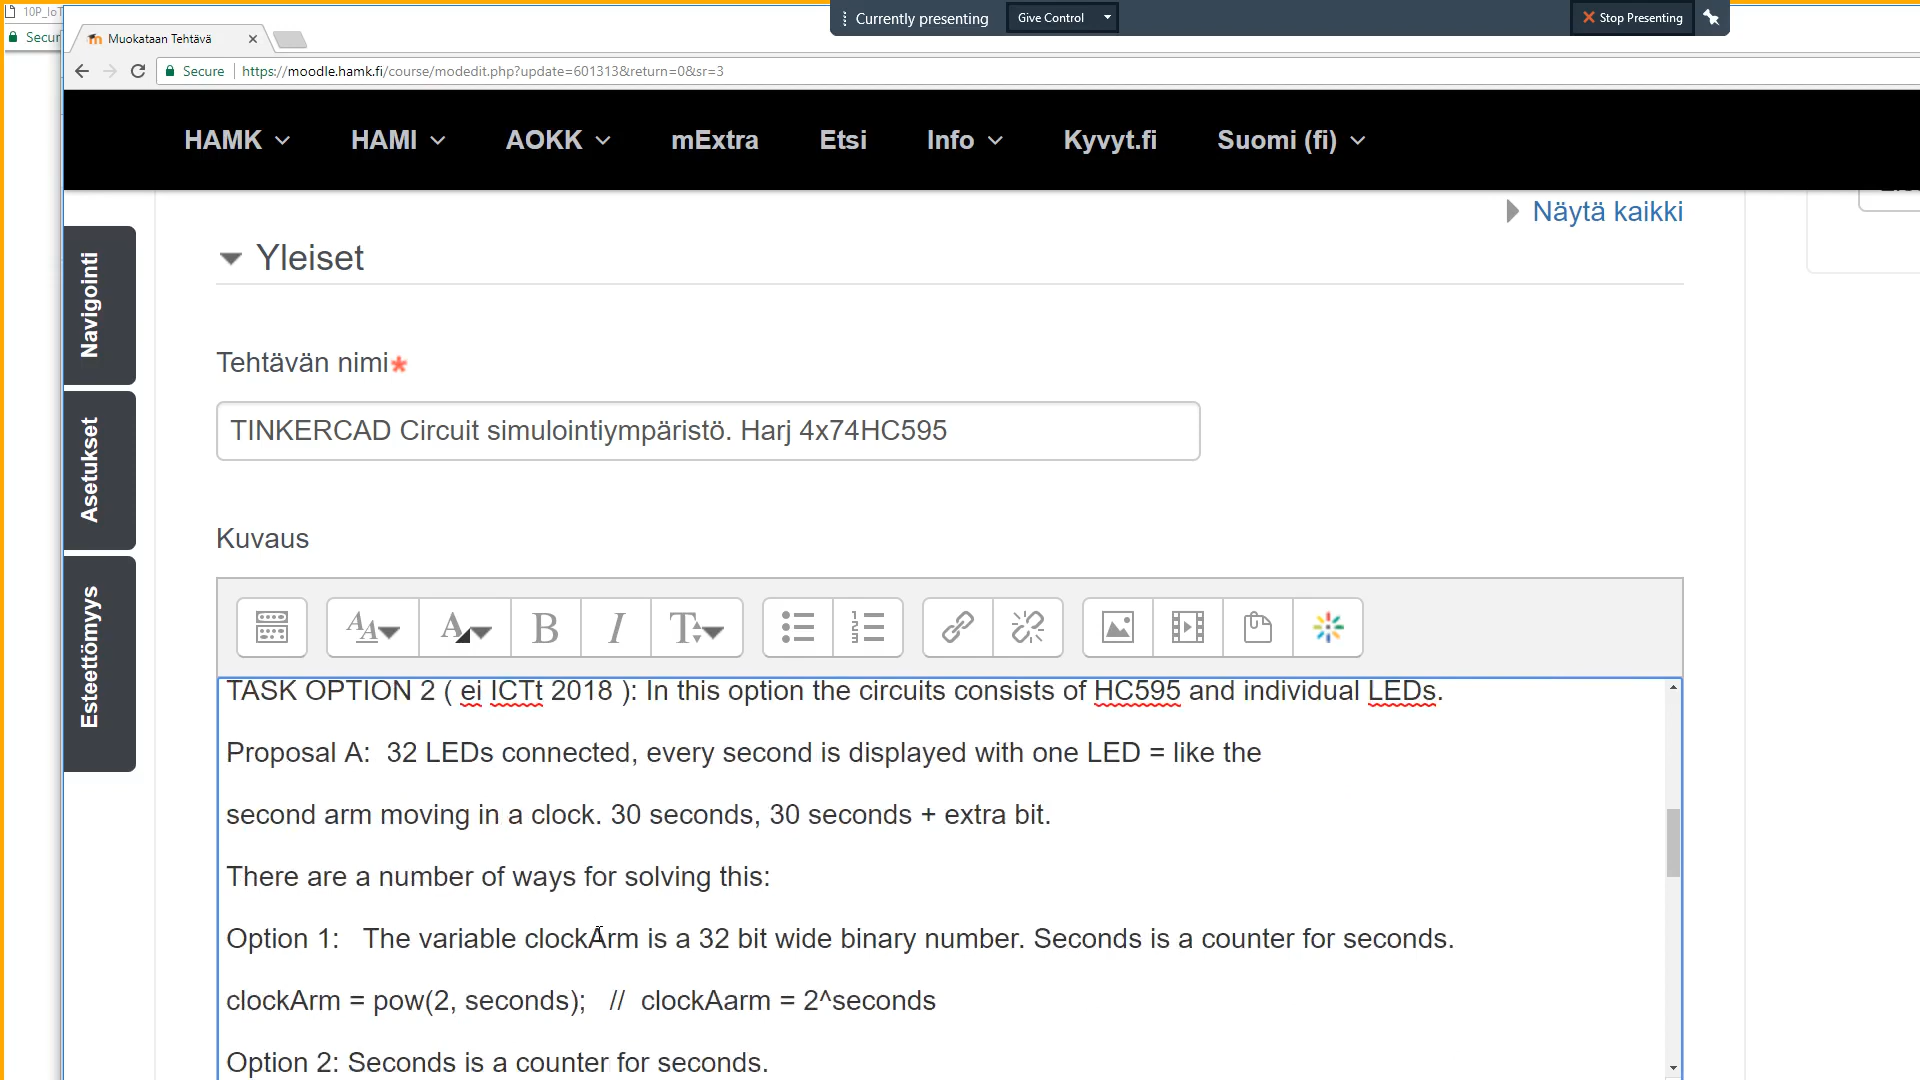 10P_IoT
Currently presenting
Give Control
Stop Presenting
Secur
Muokataan Tehtävä
Secure
https://moodle.hamk.fi/course/modedit.php?update=601313&return=0&sr=3
HAMK
HAMI
AOKK
mExtra
Etsi
Info
Kyvyt.fi
Suomi (fi)
Näytä kaikki
Yleiset
Navigointi
Asetukset
Esteettömyys
Tehtävän nimi*
TINKERCAD Circuit simulointiympäristö. Harj 4x74HC595
Kuvaus
TASK OPTION 2 ( ei ICTt 2018 ): In this option the circuits consists of HC595 and individual LEDs.
Proposal A:  32 LEDs connected, every second is displayed with one LED = like the
second arm moving in a clock. 30 seconds, 30 seconds + extra bit.
There are a number of ways for solving this:
Option 1:   The variable clockArm is a 32 bit wide binary number. Seconds is a counter for seconds.
clockArm = pow(2, seconds);   //  clockAarm = 2^seconds
Option 2: Seconds is a counter for seconds.